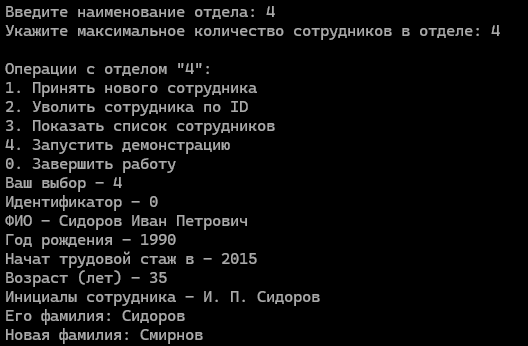 Введите наименование отдела: 4
Укажите максимальное количество сотрудников в отделе: 4
Операции с отделом "4":
1. Принять нового сотрудника
2. Уволить сотрудника по ID
3. Показать список сотрудников
4. Запустить демонстрацию
0. Завершить работу
Ваш выбор – 4
Идентификатор – 0
ФИО – Сидоров Иван Петрович
Год рождения – 1990
Начат трудовой стаж в – 2015
Возраст (лет) – 35
Инициалы сотрудника – И. П. Сидоров
Его фамилия: Сидоров
Новая фамилия: Смирнов